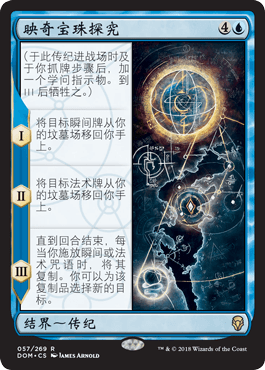 映奇宝珠探究 4
(于此传纪进战场时及
于你抓牌步骤后，加
一个学问指示物。到
III后牺牲之。)
I
将目标瞬间牌从你
的坟墓场移回你手
上。
II
将目标法术牌从你
的坟墓场移回你手
上。
III
直到回合结束，每
当你施放瞬间或法
术咒语时，将其
复制。你可以为该
复制品选择新的目
标。
结界～传纪
057/269 R
DOM • CS JAMES ARNOLD
™ & © 2018 Wizards of the Coast